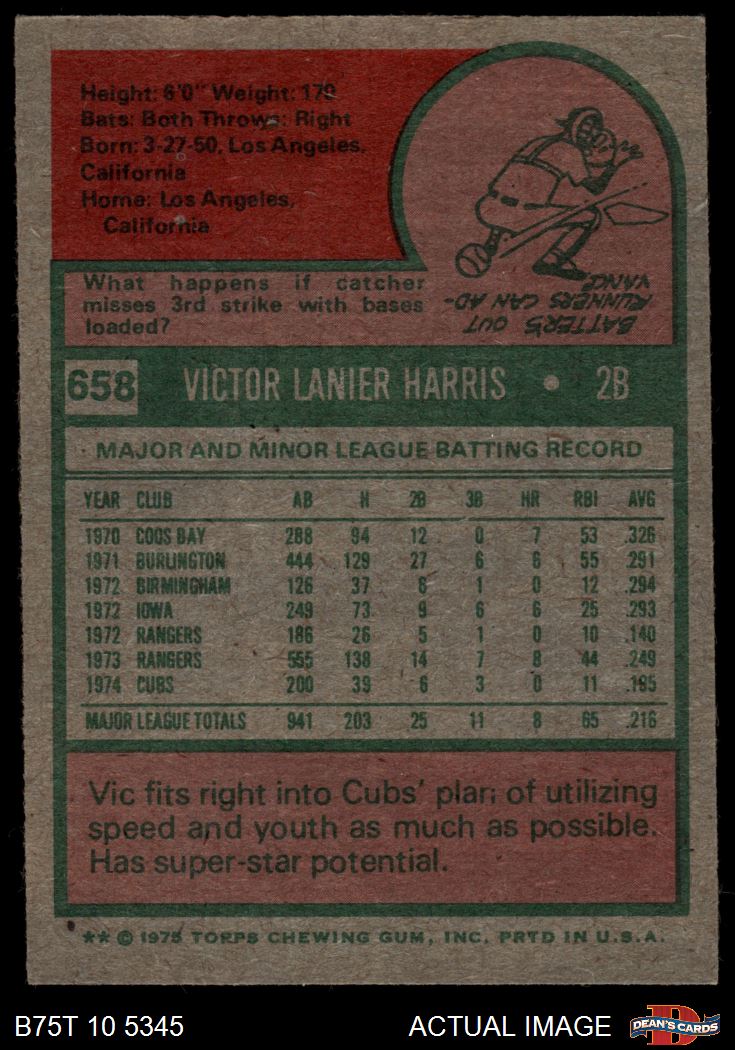 Height: 6'0" Weight: 179
Bats: Both Throws: Right
Born: 3-27-50, Los Angeles,
California
Home: Los Angeles,
California
What happens if catcher
misses 3rd strike with bases
loaded?
BATTER'S OUT
RUNNERS CAN AD-
VANCE
658 VICTOR LANIER HARRIS • 2B
MAJOR AND MINOR LEAGUE BATTING RECORD
YEAR CLUB AB H 2B 3B HR RBI AVG
1970 COOS BAY 288 94 12 0 7 53 .326
1971 BURLINGTON 444 129 27 6 6 55 .291
1972 BIRMINGHAM 126 37 6 1 0 12 .294
1972 IOWA 249 73 9 6 6 25 .293
1972 RANGERS 186 26 5 1 0 10 .140
1973 RANGERS 555 138 14 7 8 44 .249
1974 CUBS 200 39 6 3 0 11 .195
MAJOR LEAGUE TOTALS 941 203 25 11 8 65 .216
Vic fits right into Cubs' plan of utilizing
speed and youth as much as possible.
Has super-star potential.
** © 1975 TOPPS CHEWING GUM, INC. PRTD IN U.S.A.
B75T 10 5345 ACTUAL IMAGE DEAN'S CARDS